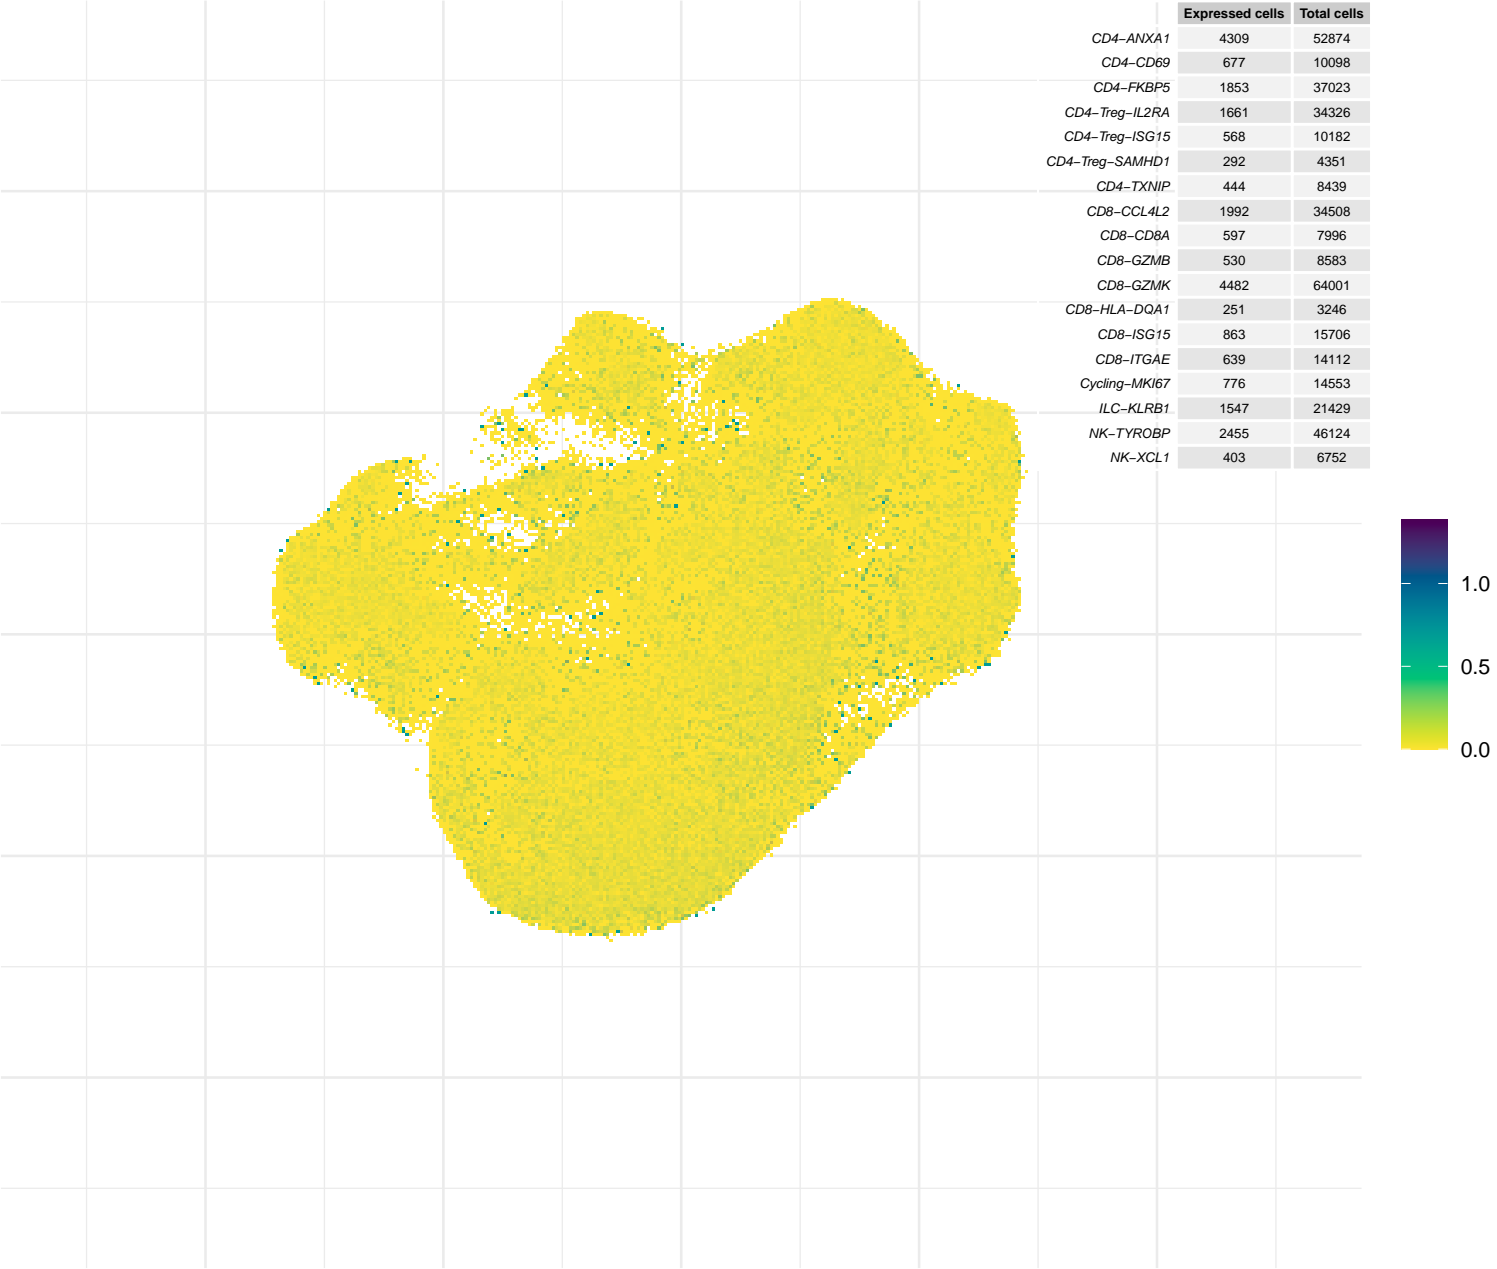 Expressed cells Total cells
CD4−ANXA1 4309 52874
CD4−CD69 677 10098
CD4−FKBP5 1853 37023
CD4−Treg−IL2RA 1661 34326
CD4−Treg−ISG15 568 10182
CD4−Treg−SAMHD1 292 4351
CD4−TXNIP 444 8439
CD8−CCL4L2 1992 34508
CD8−CD8A 597 7996
CD8−GZMB 530 8583
CD8−GZMK 4482 64001
CD8−HLA−DQA1 251 3246
CD8−ISG15 863 15706
CD8−ITGAE 639 14112
Cycling−MKI67 776 14553
ILC−KLRB1 1547 21429
NK−TYROBP 2455 46124
NK−XCL1 403 6752
1.0
0.5
0.0